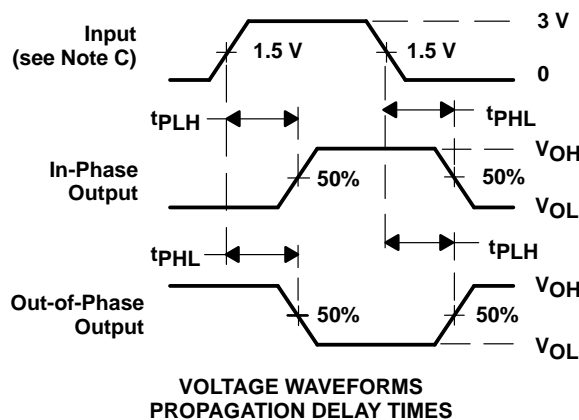 Input
(see Note C)
1.5 V
1.5 V
3 V
0
tPLH
tPHL
In-Phase
Output
50%
50%
VOH
VOL
tPHL
tPLH
Out-of-Phase
Output
50%
50%
VOH
VOL
VOLTAGE WAVEFORMS
PROPAGATION DELAY TIMES